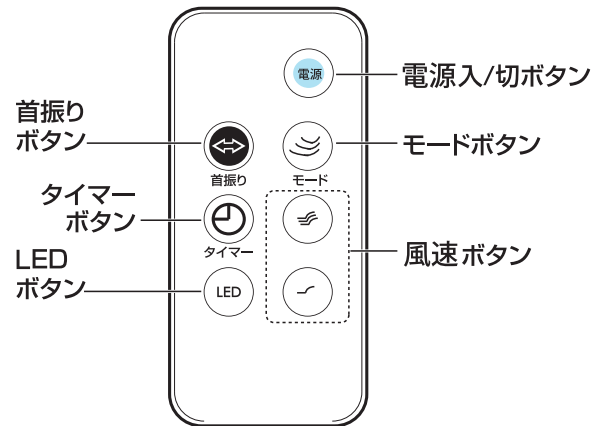 電源
電源入/切ボタン
首振り
ボタン
首振り
モード
モードボタン
タイマー
ボタン
タイマー
風速ボタン
LED
ボタン
LED